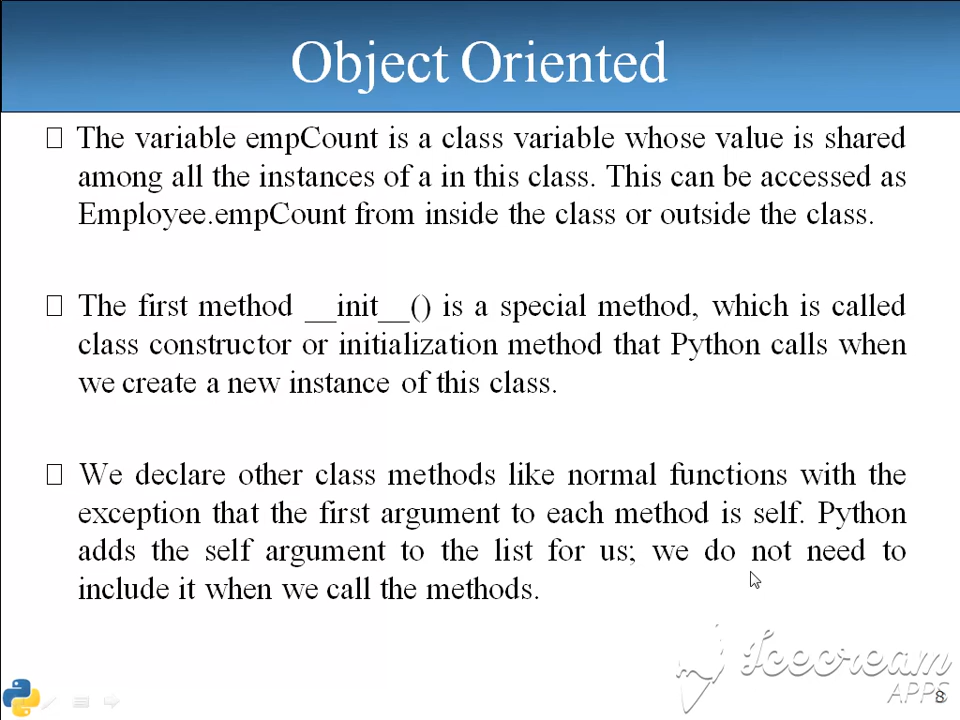 Object Oriented
The variable empCount is a class variable whose value is shared
among all the instances of a in this class. This can be accessed as
Employee.empCount from inside the class or outside the class.
The first method __init__() is a special method, which is called
class constructor or initialization method that Python calls when
we create a new instance of this class.
We declare other class methods like normal functions with the
exception that the first argument to each method is self. Python
adds the self argument to the list for us; we do not need to
include it when we call the methods.
Icecream
APPS
8